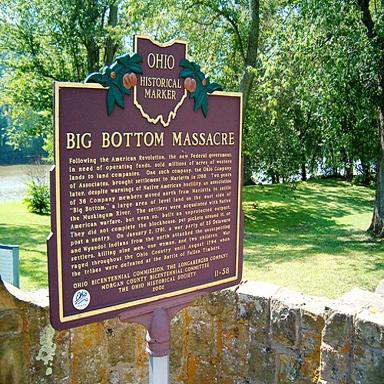 OHIO
HISTORICAL
MARKER
BIG BOTTOM MASSACRE
Following the American Revolution, the new Federal government,
in need of operating funds, sold millions of acres of western
lands to land companies. One such company, the Ohio Company
of Associates, brought settlement to Marietta in 1788. Two years
later, despite warnings of Native American hostility, an association
of 36 Company members moved north from Marietta to settle
"Big Bottom," a large area of level land on the east side of
the Muskingum River. The settlers were acquainted with Native
American warfare, but even so, built an unprotected outpost.
They did not complete the blockhouse, put pickets around it, or
post a sentry. On January 2, 1791, a war party of 25 Delaware
and Wyandot Indians from the north attacked the unsuspecting
settlers, killing nine men, one woman, and two children. War
raged throughout the Ohio Country until August 1794 when
the tribes were defeated at the Battle of Fallen Timbers.
OHIO BICENTENNIAL COMMISSION, THE LONGABERGER COMPANY
MORGAN COUNTY BICENTENNIAL COMMITTEE
THE OHIO HISTORICAL SOCIETY
2002
11-58